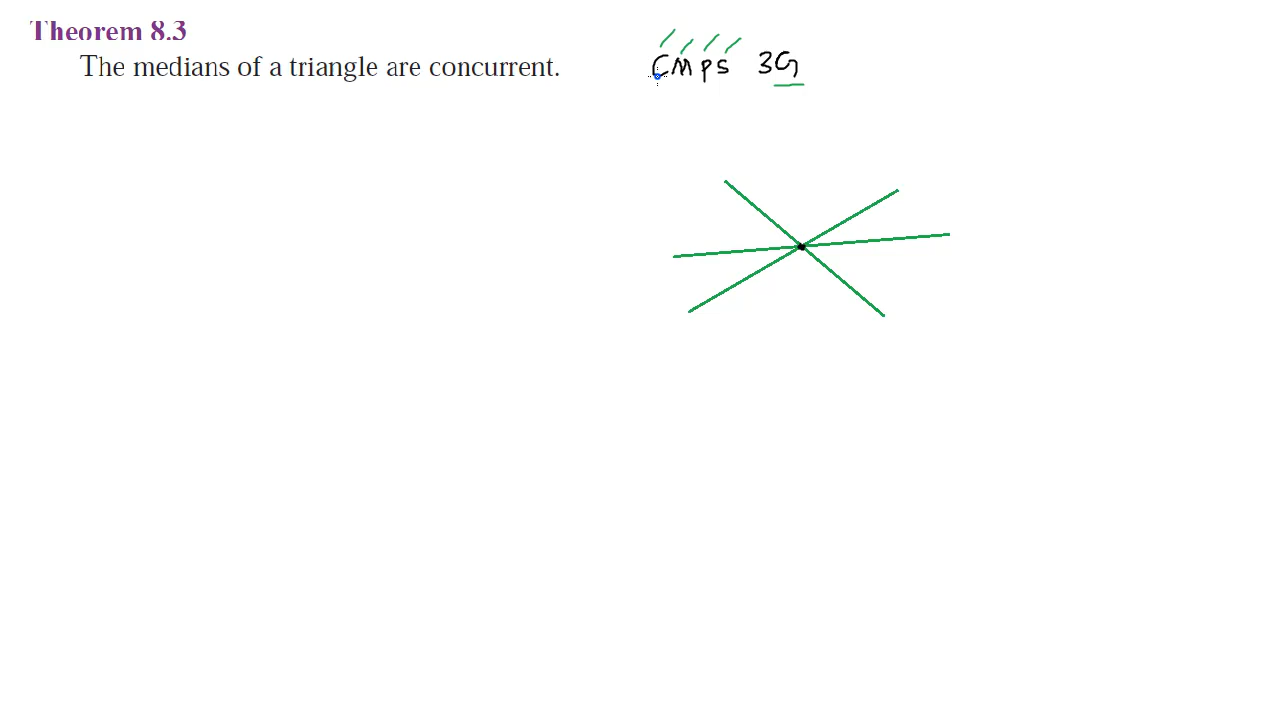 Theorem 8.3
The medians of a triangle are concurrent.
CMPS 3G